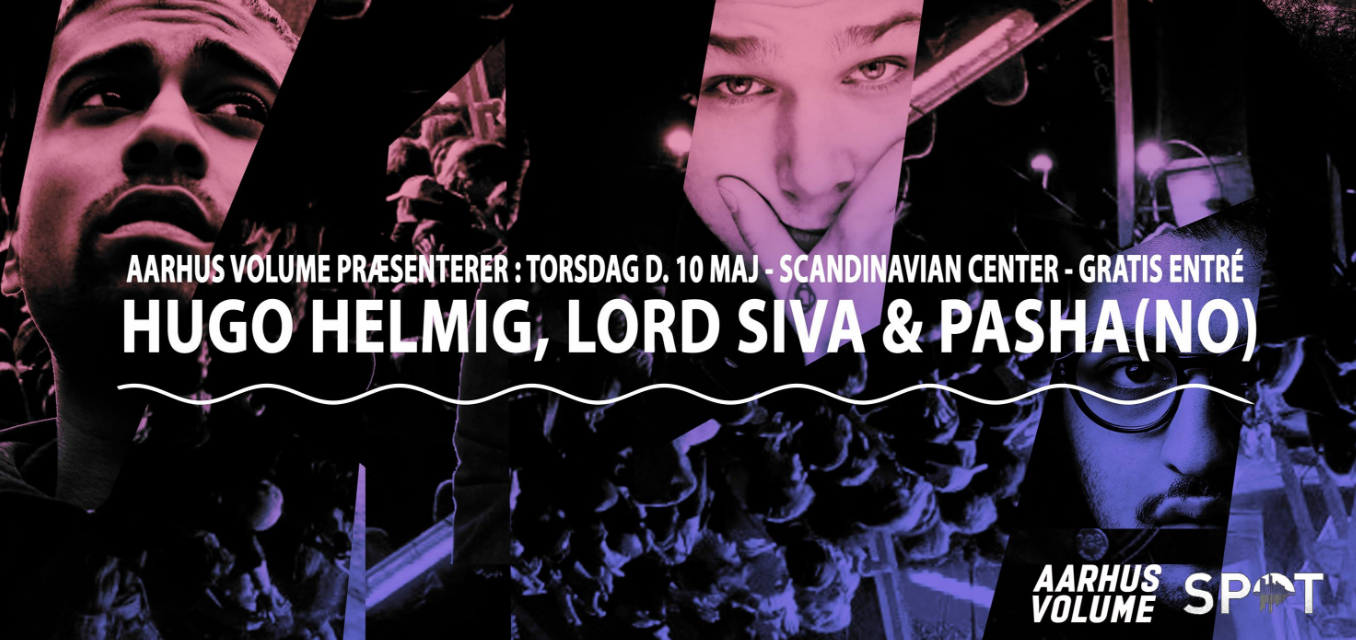 AARHUS VOLUME PRÆSENTERER : TORSDAG D. 10 MAJ - SCANDINAVIAN CENTER - GRATIS ENTRÉ
HUGO HELMIG, LORD SIVA & PASHA(NO)
AARHUS
VOLUME
SPOT